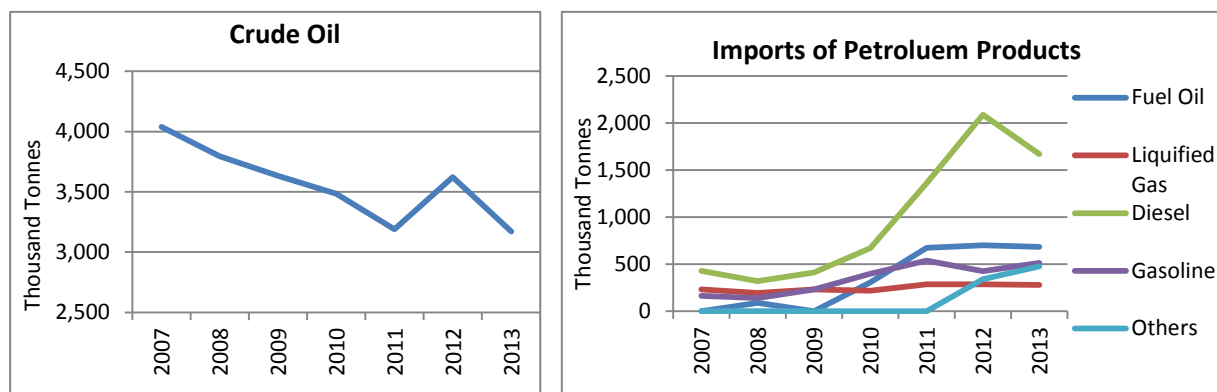 Crude Oil
Thousand Tonnes
4,500
4,000
3,500
3,000
2,500
2007
2008
2009
2010
2011
2012
2013
Imports of Petroluem Products
Thousand Tonnes
2,500
2,000
1,500
1,000
500
0
2007
2008
2009
2010
2011
2012
2013
Fuel Oil
Liquified
Gas
Diesel
Gasoline
Others